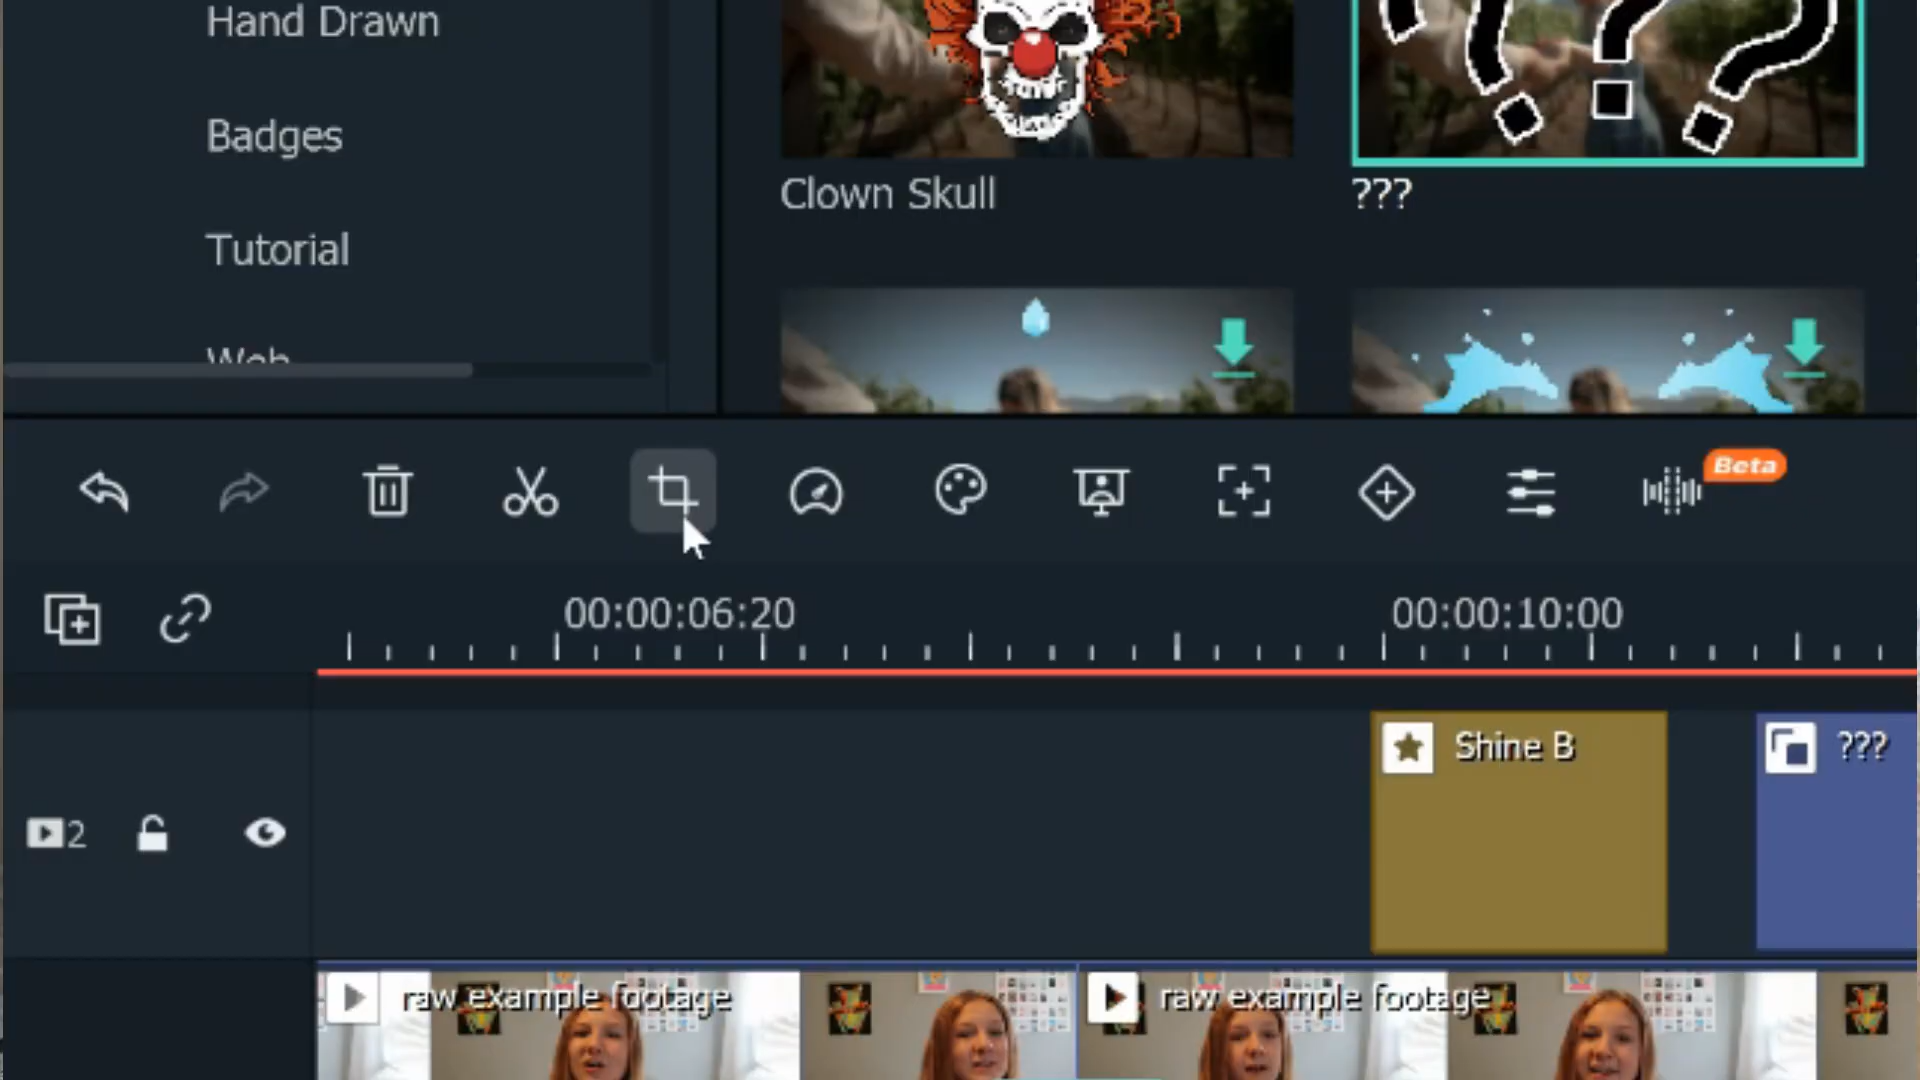 Hand Drawn
Badges
Tutorial
Web
Clown Skull
???
Beta
00:00:06:20
00:00:10:00
Shine B
???
2
raw example footage
raw example footage